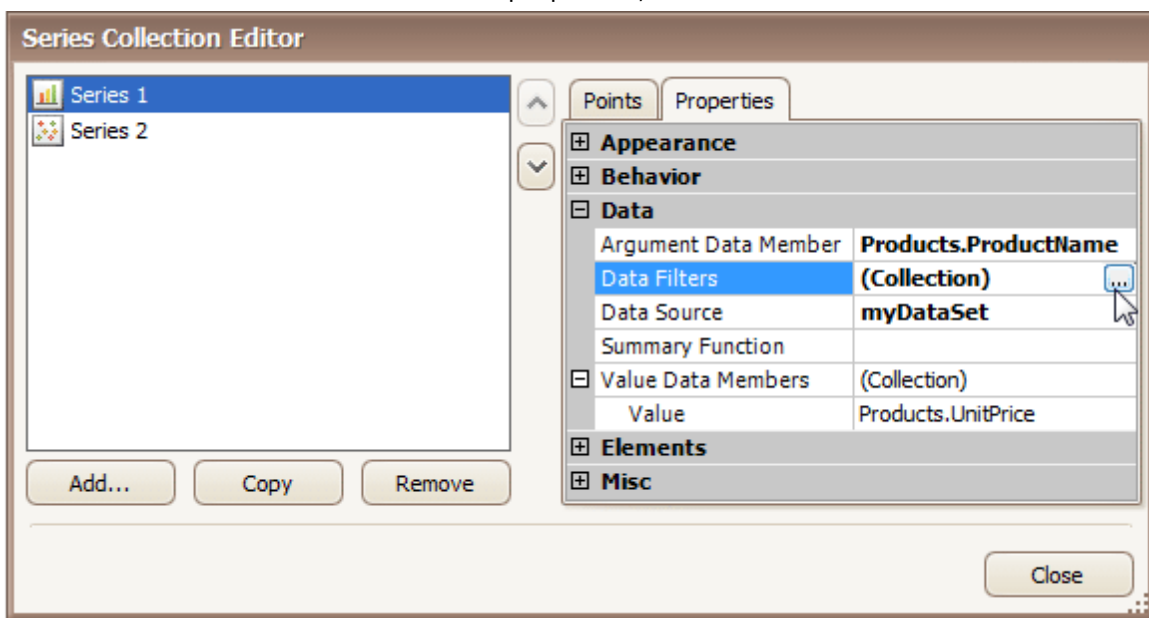 Series Collection Editor
Series 1
Series 2
Points Properties
Appearance
Behavior
Data
Argument Data Member Products.ProductName
Data Filters (Collection) ...
Data Source myDataSet
Summary Function
Value Data Members (Collection)
Value Products.UnitPrice
Elements
Misc
Add... Copy Remove
Close